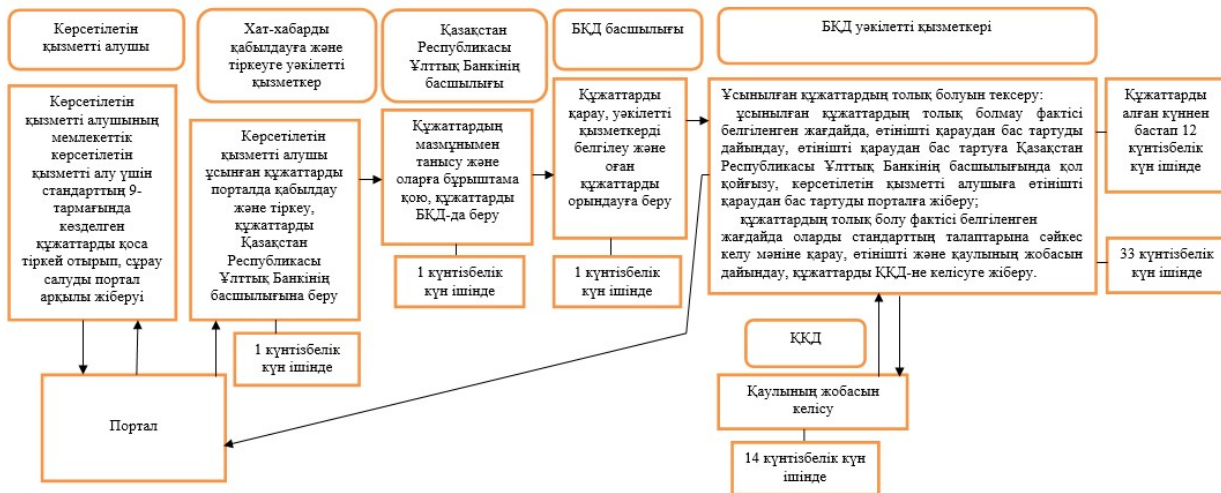 Көрсетілетін
қызметті алушы
Хат-хабарды
қабылдауға және
тіркеуге уәкілетті
қызметкер
Қазақстан
Республикасы
Ұлттық Банкінің
басшылығы
БҚД басшылығы
БҚД уәкілетті қызметкері
Көрсетілетін
қызметті алушының
мемлекеттік
көрсетілетін
қызметті алу үшін
стандарттың 9-
тармағында
көзделген
құжаттарды қоса
тіркей отырып, сұрау
салуды портал
арқылы жіберуі
Көрсетілетін
қызметті алушы
ұсынған құжаттарды
порталда қабылдау
және тіркеу,
құжаттарды
Қазақстан
Республикасы
Ұлттық Банкінің
басшылығына беру
1 күнтізбелік
күн ішінде
Құжаттардың
мазмұнымен
танысу және
оларға бұрыштама
қою, құжаттарды
БҚД-да беру
1 күнтізбелік
күн ішінде
Құжаттарды
қарау, уәкілетті
қызметкерді
белгілеу және
оған
құжаттарды
орындауға беру
1 күнтізбелік
күн ішінде
Ұсынылған құжаттардың толық болуын тексеру:
ұсынылған құжаттардың толық болмау фактісі
белгіленген жағдайда, өтінішті қараудан бас тартуды
дайындау, өтінішті қараудан бас тартуға Қазақстан
Республикасы Ұлттық Банкінің басшылығында қол
қойғызу, көрсетілетін қызметті алушыға өтінішті
қараудан бас тартуды порталға жіберу;
құжаттардың толық болу фактісі белгіленген
жағдайда оларды стандарттың талаптарына сәйкес
келу мәніне қарау, өтінішті және қаулының жобасын
дайындау, құжаттарды ҚҚД-не келісуге жіберу.
Құжаттарды
алған күннен
бастап 12
күнтізбелік
күн ішінде
33 күнтізбелік
күн ішінде
ҚҚД
Қаулының жобасын
келісу
14 күнтізбелік күн
ішінде
Портал